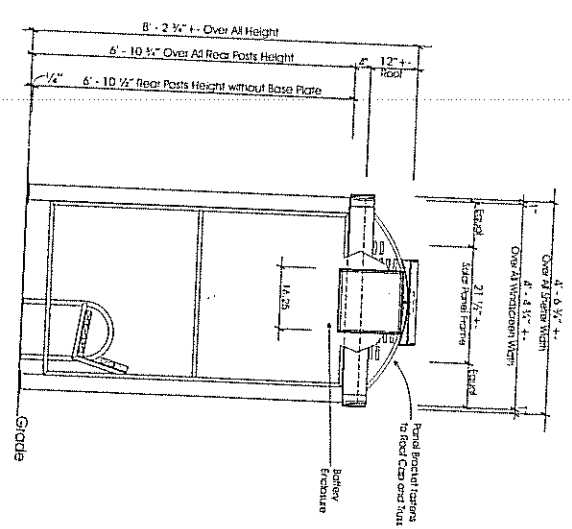 8' - 2 ¾" +- Over All Height
6' - 10 ¾" Over All Rear Posts Height
4"
12" +-
Roof
¼"
6' - 10 ½" Rear Posts Height without Base Plate
4' - 6 ¾" +-
Over All Shelter Width
4' - 4 ¾" +-
Over All Windscreen Width
1"
Equal
21 ½" +-
Equal
Solar Panel Frames
16.25
Panel Bracket fastens
to Roof Cap and Truss
Battery
Enclosure
Grade